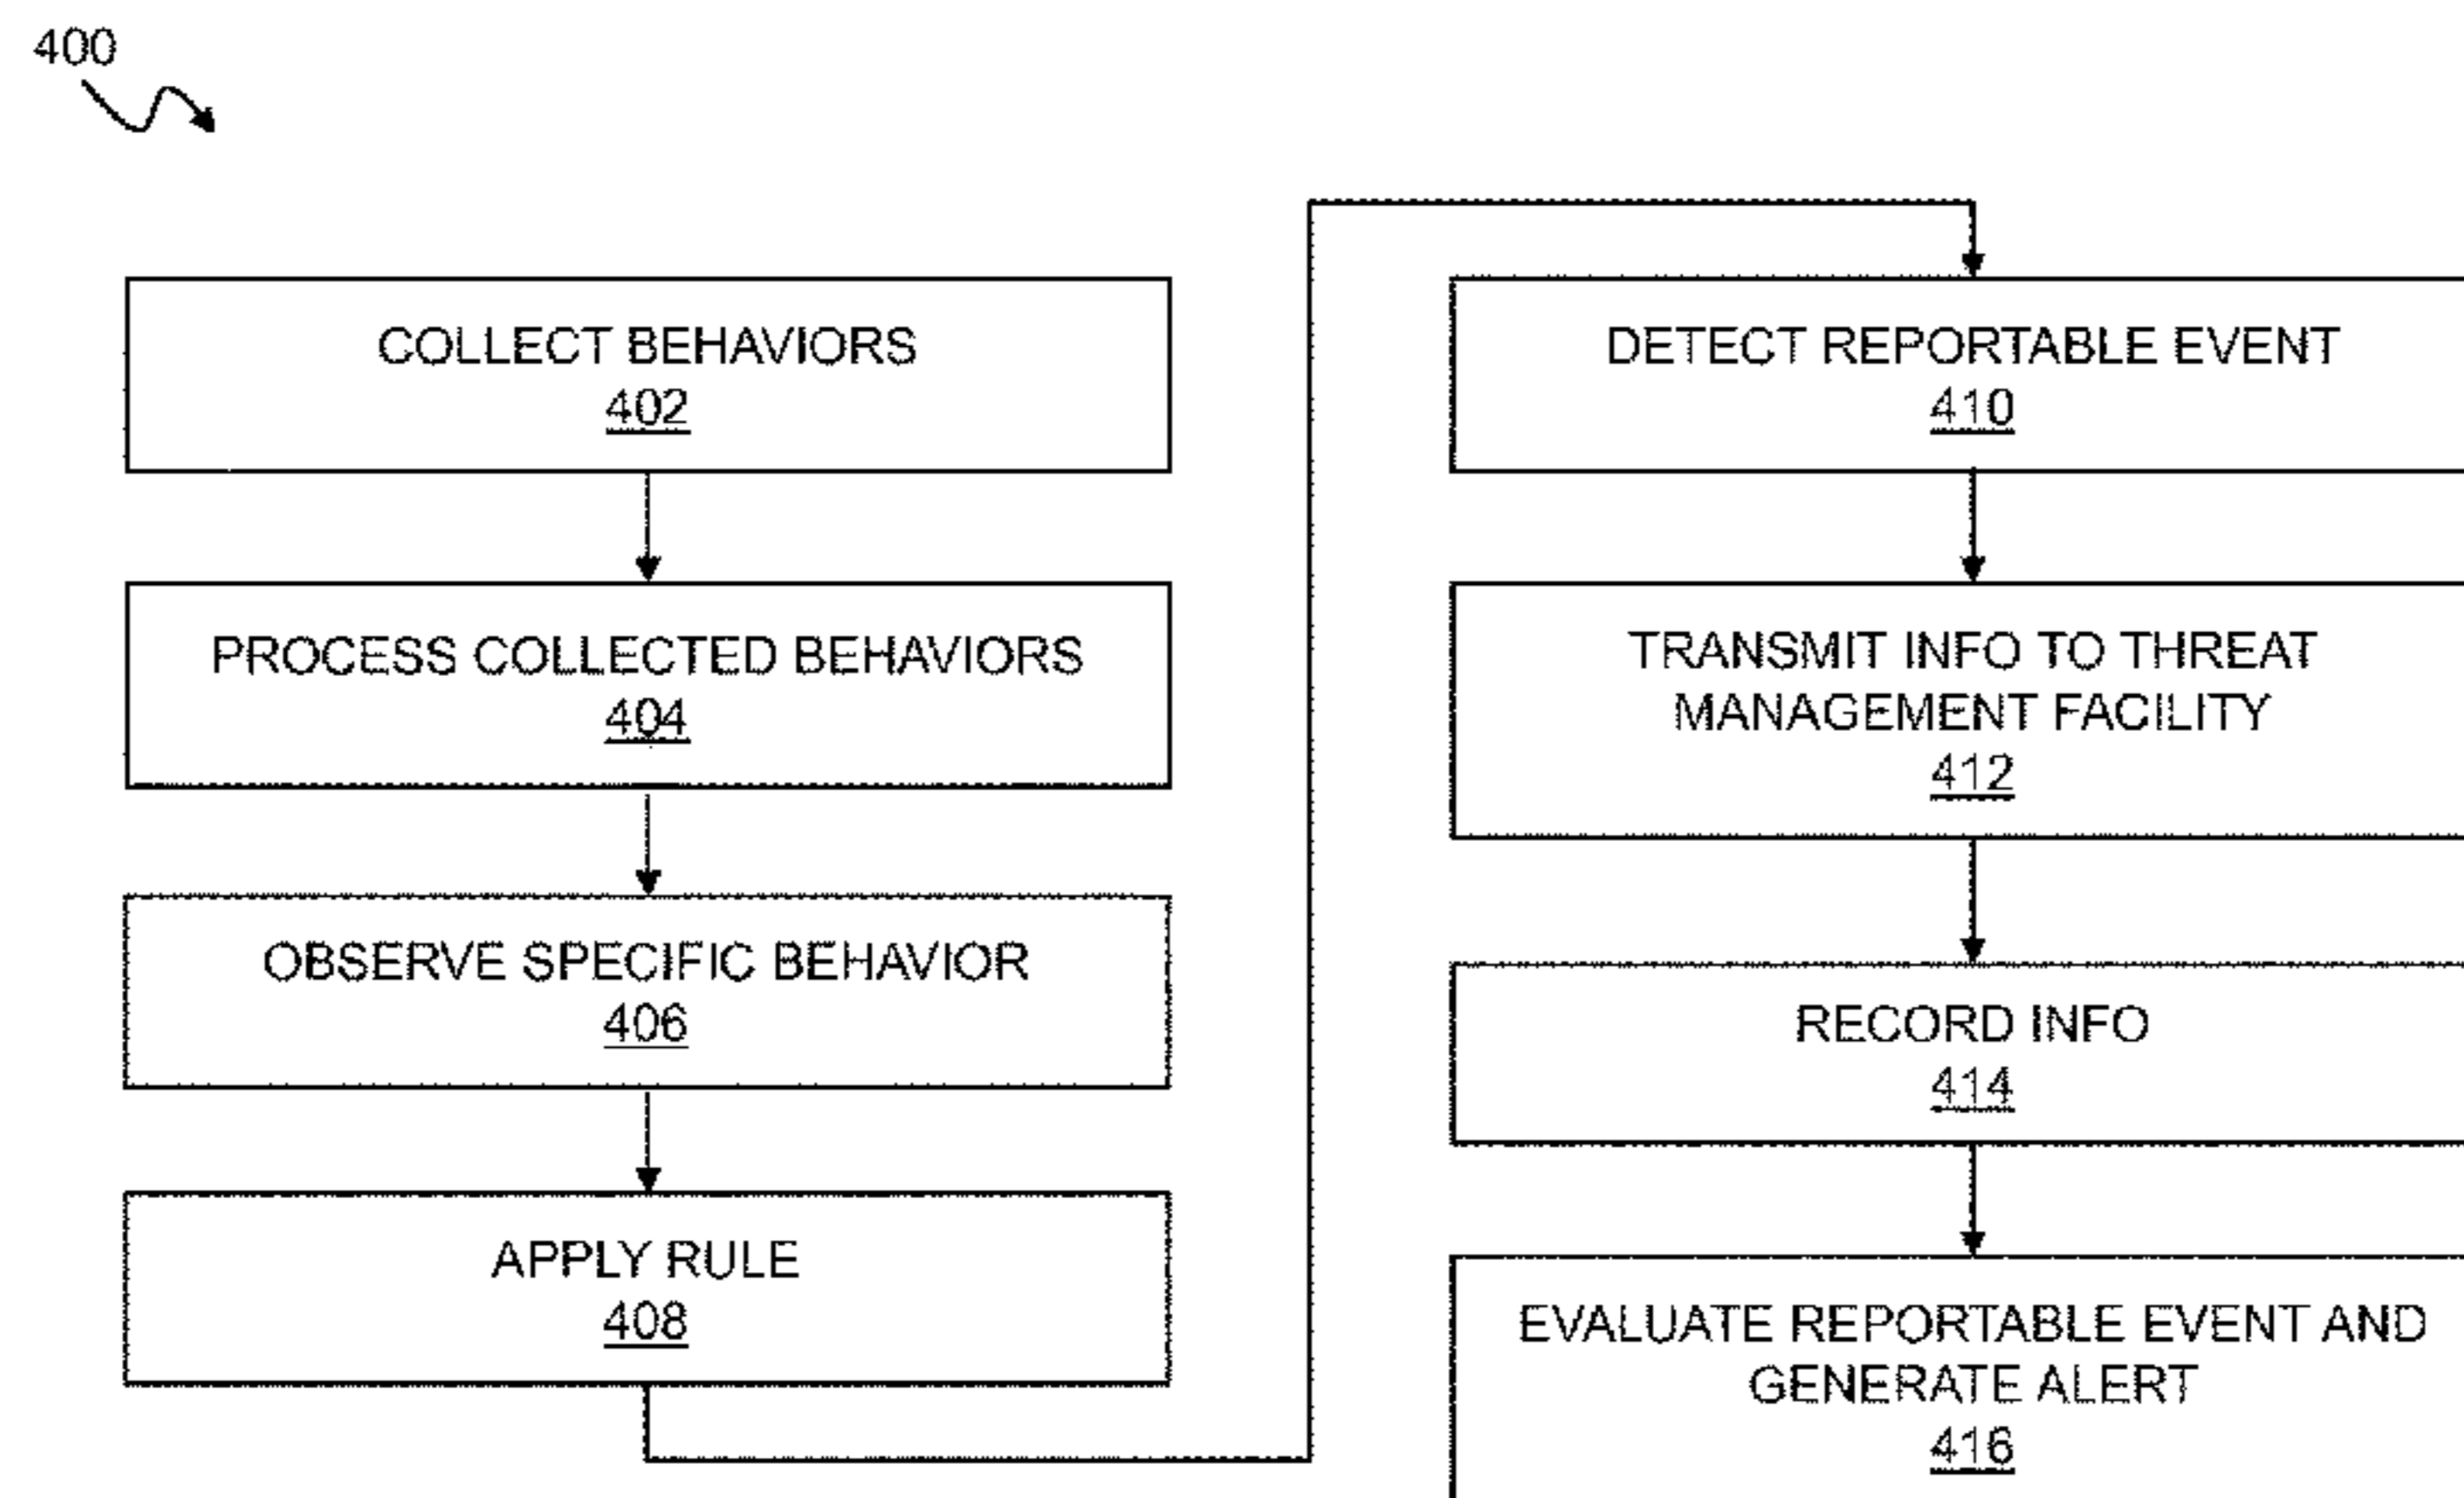 400
COLLECT BEHAVIORS
402
PROCESS COLLECTED BEHAVIORS
404
OBSERVE SPECIFIC BEHAVIOR
406
APPLY RULE
408
DETECT REPORTABLE EVENT
410
TRANSMIT INFO TO THREAT
MANAGEMENT FACILITY
412
RECORD INFO
414
EVALUATE REPORTABLE EVENT AND
GENERATE ALERT
416